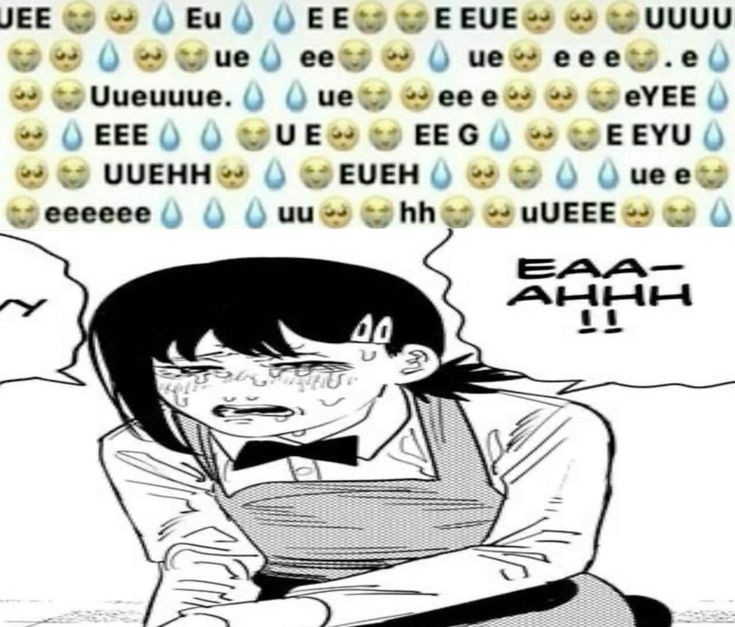 UEE 😭 🥺 💧 Eu 💧 💧 E E 😭 😭 E EUE 🥺 😭 🥺 UUUU
😭 🥺 💧 🥺 😭 ue 💧 ee 😭 🥺 💧 ue 🥺 e e e 😭 . e 💧
🥺 😭 Uueuuue. 💧 💧 ue 😭 🥺 ee e 🥺 🥺 😭 eYEE 💧
🥺 💧 EEE 💧 💧 😭 U E 🥺 😭 EE G 💧 🥺 😭 E EYU 💧
🥺 😭 UUEHH 🥺 💧 😭 EUEH 💧 🥺 😭 💧 💧 ue e 😭
😭 eeeeee 💧 💧 💧 uu 🥺 😭 hh 😭 🥺 uUEEE 🥺 😭 💧
Y
EAA-
AHHH
!!